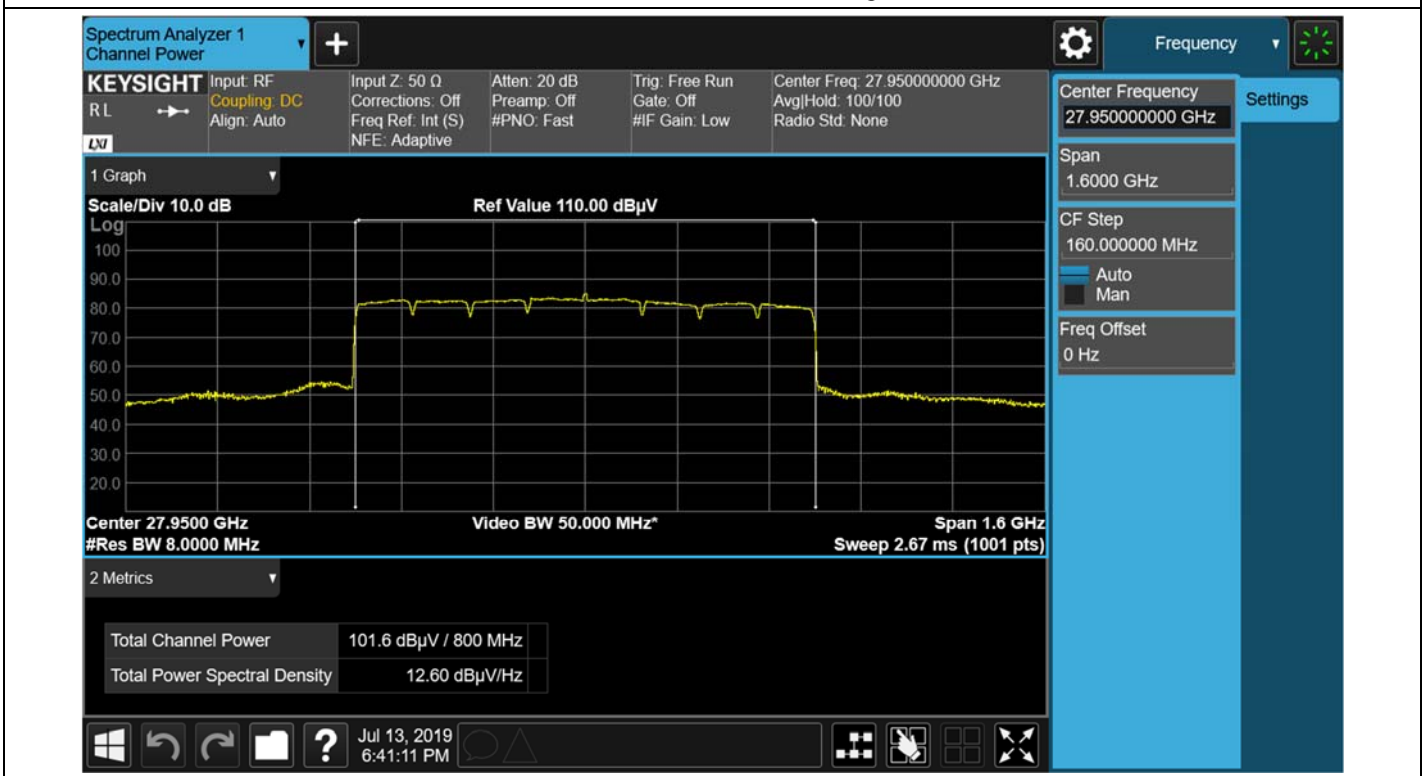 Spectrum Analyzer 1
Channel Power
Frequency
KEYSIGHT
RL
LXI
Input: RF
Coupling: DC
Align: Auto
Input Z: 50 Ω
Corrections: Off
Freq Ref: Int (S)
NFE: Adaptive
Atten: 20 dB
Preamp: Off
#PNO: Fast
Trig: Free Run
Gate: Off
#IF Gain: Low
Center Freq: 27.950000000 GHz
Avg|Hold: 100/100
Radio Std: None
Center Frequency
27.950000000 GHz
Settings
Span
1.6000 GHz
CF Step
160.000000 MHz
Auto
Man
Freq Offset
0 Hz
1 Graph
Scale/Div 10.0 dB
Ref Value 110.00 dBµV
Log
100
90.0
80.0
70.0
60.0
50.0
40.0
30.0
20.0
Center 27.9500 GHz
Video BW 50.000 MHz*
Span 1.6 GHz
#Res BW 8.0000 MHz
Sweep 2.67 ms (1001 pts)
2 Metrics
Total Channel Power 101.6 dBµV / 800 MHz
Total Power Spectral Density 12.60 dBµV/Hz
?
Jul 13, 2019
6:41:11 PM